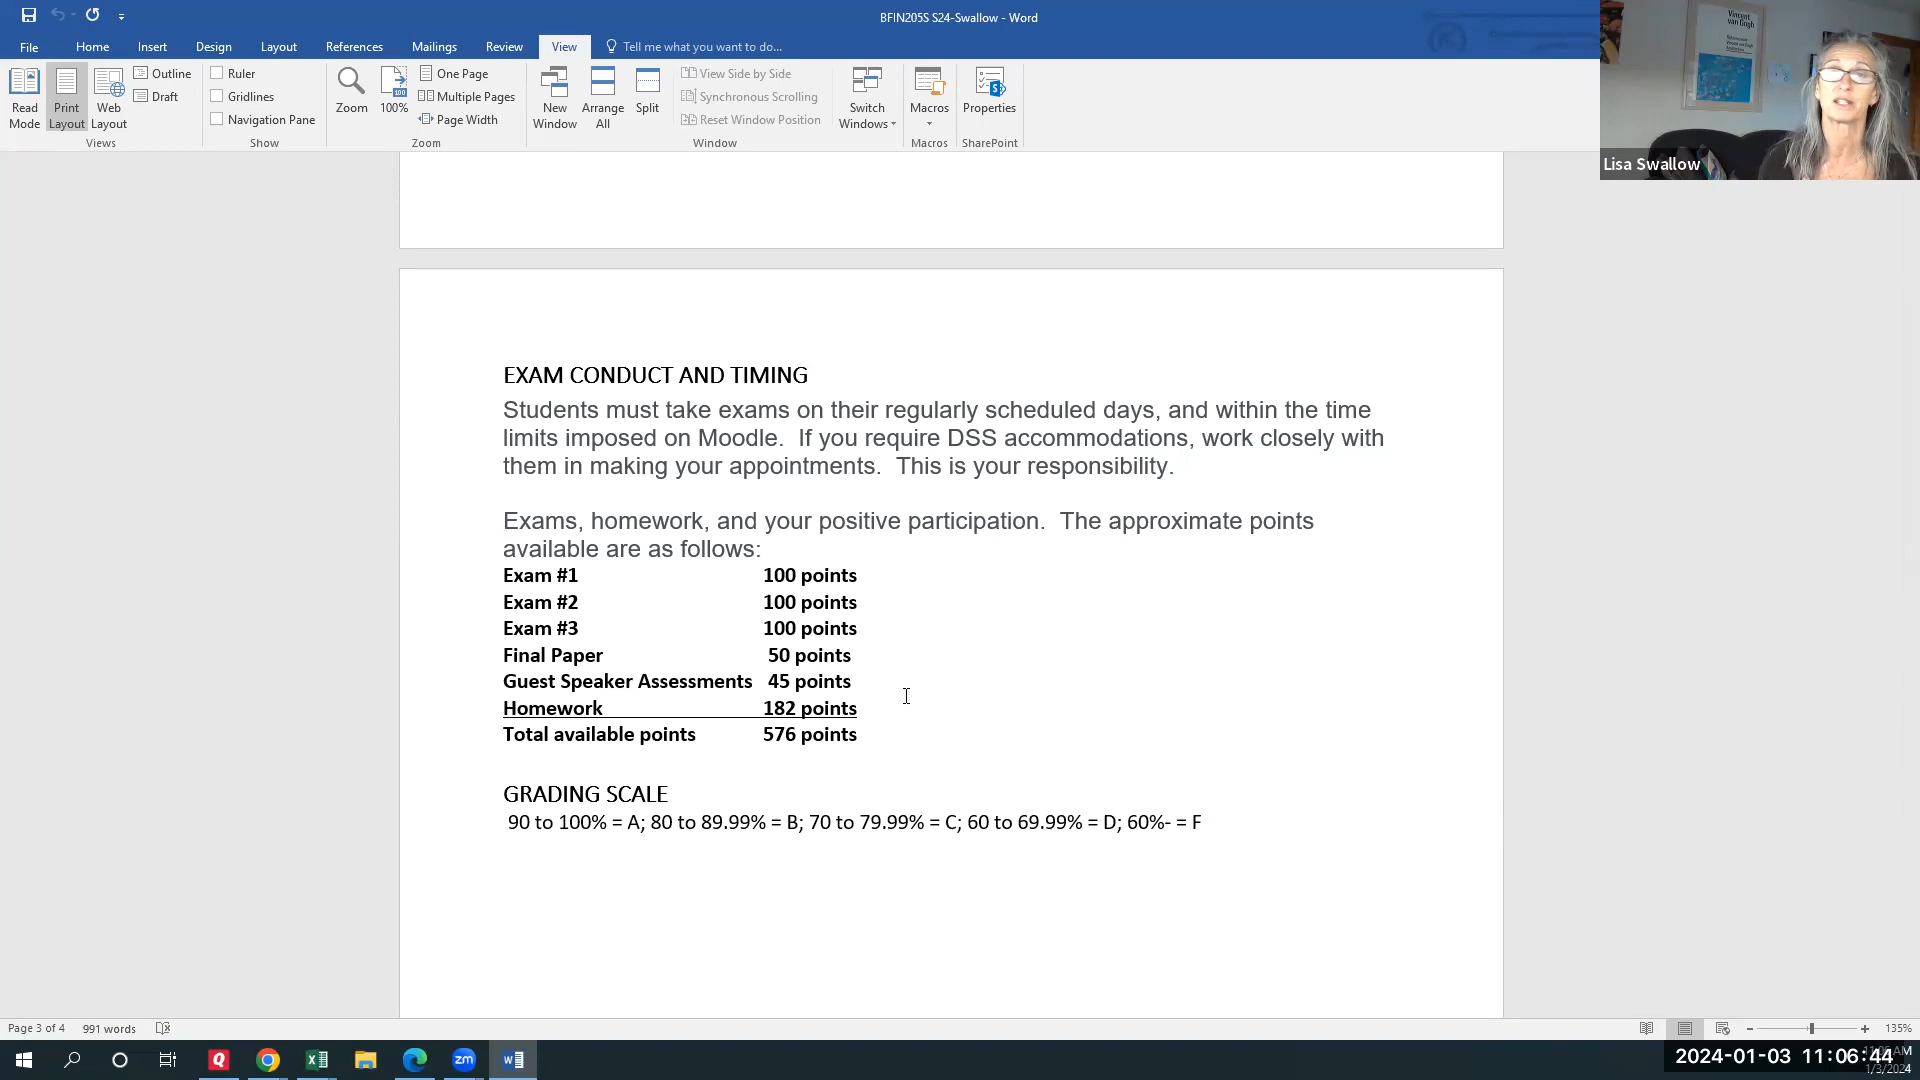 BFIN205S S24-Swallow - Word
File Home Insert Design Layout References Mailings Review View Tell me what you want to do...
Read Mode
Print Layout
Web Layout
Outline
Draft
Views
Ruler
Gridlines
Navigation Pane
Show
Zoom
100%
One Page
Multiple Pages
Page Width
Zoom
New Window
Arrange All
Split
View Side by Side
Synchronous Scrolling
Reset Window Position
Window
Switch Windows
Macros
Macros
Properties
SharePoint
Vincent
van Gogh
Lisa Swallow
EXAM CONDUCT AND TIMING
Students must take exams on their regularly scheduled days, and within the time
limits imposed on Moodle.  If you require DSS accommodations, work closely with
them in making your appointments.  This is your responsibility.
Exams, homework, and your positive participation.  The approximate points
available are as follows:
Exam #1 100 points
Exam #2 100 points
Exam #3 100 points
Final Paper 50 points
Guest Speaker Assessments 45 points
Homework 182 points
Total available points 576 points
GRADING SCALE
90 to 100% = A; 80 to 89.99% = B; 70 to 79.99% = C; 60 to 69.99% = D; 60%- = F
Page 3 of 4 991 words
135%
zm
2024-01-03 11:06:44
1/3/2024